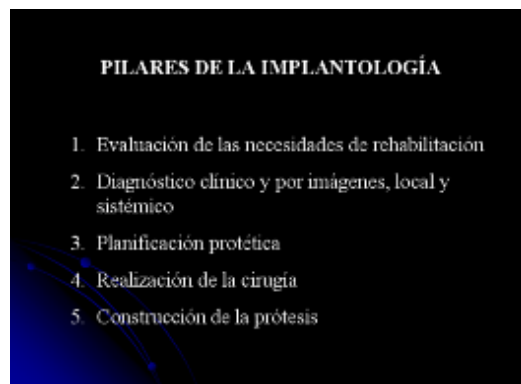 PILARES DE LA IMPLANTOLOGÍA
1. Evaluación de las necesidades de rehabilitación
2. Diagnóstico clínico y por imágenes, local y
sistémico
3. Planificación protética
4. Realización de la cirugía
5. Construcción de la prótesis